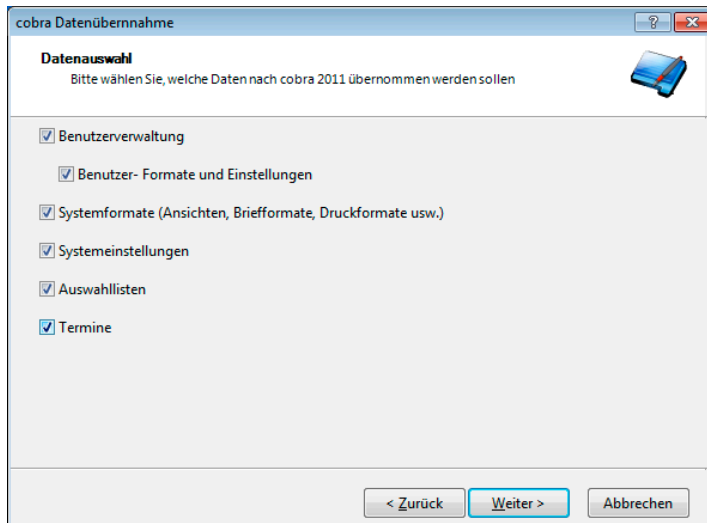 cobra Datenübernnahme
Datenauswahl
Bitte wählen Sie, welche Daten nach cobra 2011 übernommen werden sollen
Benutzerverwaltung
Benutzer- Formate und Einstellungen
Systemformate (Ansichten, Briefformate, Druckformate usw.)
Systemeinstellungen
Auswahllisten
Termine
< Zurück Weiter > Abbrechen